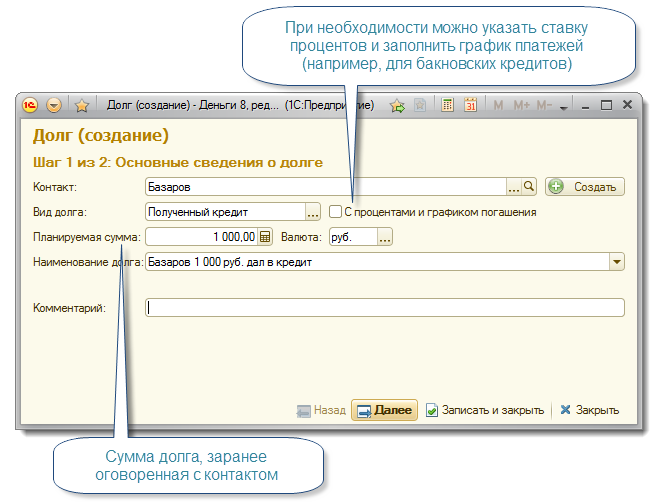 При необходимости можно указать ставку
процентов и заполнить график платежей
(например, для бакновских кредитов)
Долг (создание) - Деньги 8, ред... (1С:Предприятие)
M M+ M-
Долг (создание)
Шаг 1 из 2: Основные сведения о долге
Контакт: Базаров ... Создать
Вид долга: Полученный кредит ... С процентами и графиком погашения
Планируемая сумма: 1 000,00 Валюта: руб. ...
Наименование долга: Базаров 1 000 руб. дал в кредит
Комментарий:
Назад Далее Записать и закрыть Закрыть
Сумма долга, заранее
оговоренная с контактом